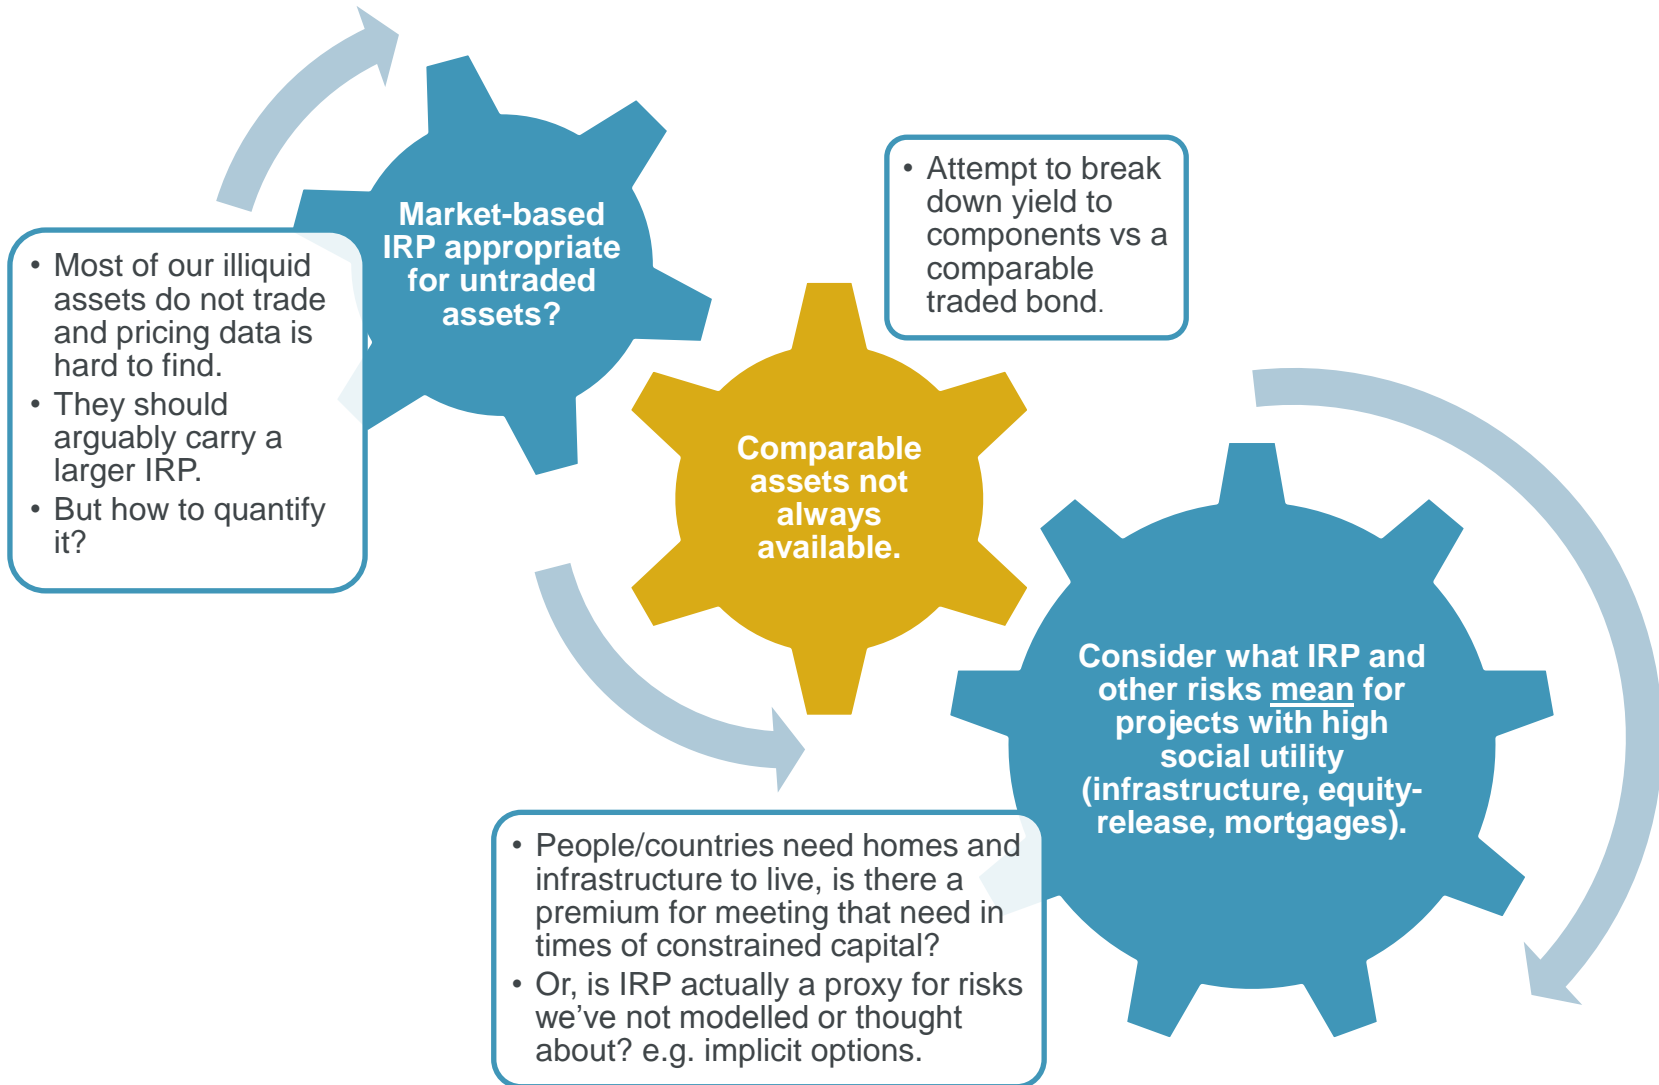 Market-based
IRP appropriate
for untraded
assets?
• Most of our illiquid
assets do not trade
and pricing data is
hard to find.
• They should
arguably carry a
larger IRP.
• But how to quantify
it?
• Attempt to break
down yield to
components vs a
comparable
traded bond.
Comparable
assets not
always
available.
Consider what IRP and
other risks mean for
projects with high
social utility
(infrastructure, equity-
release, mortgages).
• People/countries need homes and
infrastructure to live, is there a
premium for meeting that need in
times of constrained capital?
• Or, is IRP actually a proxy for risks
we’ve not modelled or thought
about? e.g. implicit options.